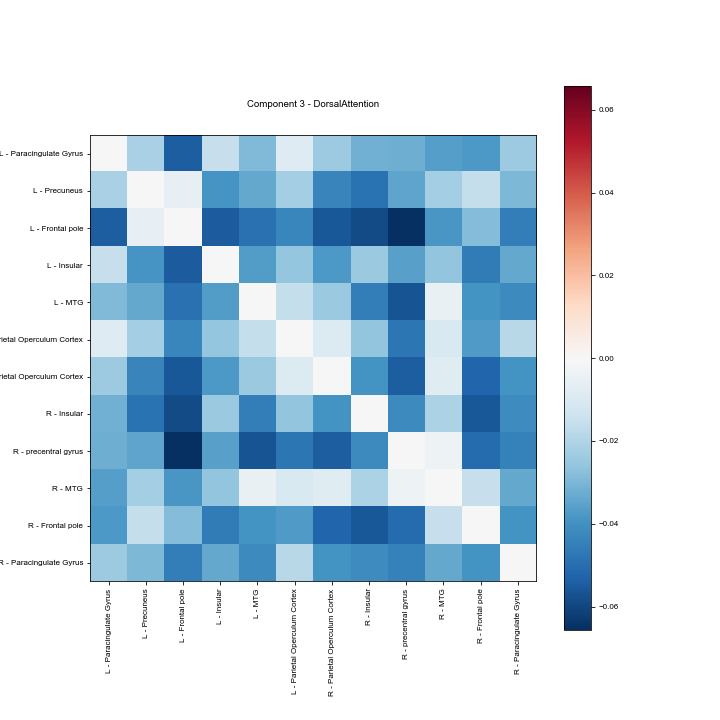 Component 3 - DorsalAttention
L - Paracingulate Gyrus
L - Precuneus
L - Frontal pole
L - Insular
L - MTG
rietal Operculum Cortex
rietal Operculum Cortex
R - Insular
R - precentral gyrus
R - MTG
R - Frontal pole
R - Paracingulate Gyrus
L - Paracingulate Gyrus
L - Precuneus
L - Frontal pole
L - Insular
L - MTG
L - Parietal Operculum Cortex
R - Parietal Operculum Cortex
R - Insular
R - precentral gyrus
R - MTG
R - Frontal pole
R - Paracingulate Gyrus
0.06
0.04
0.02
0.00
−0.02
−0.04
−0.06